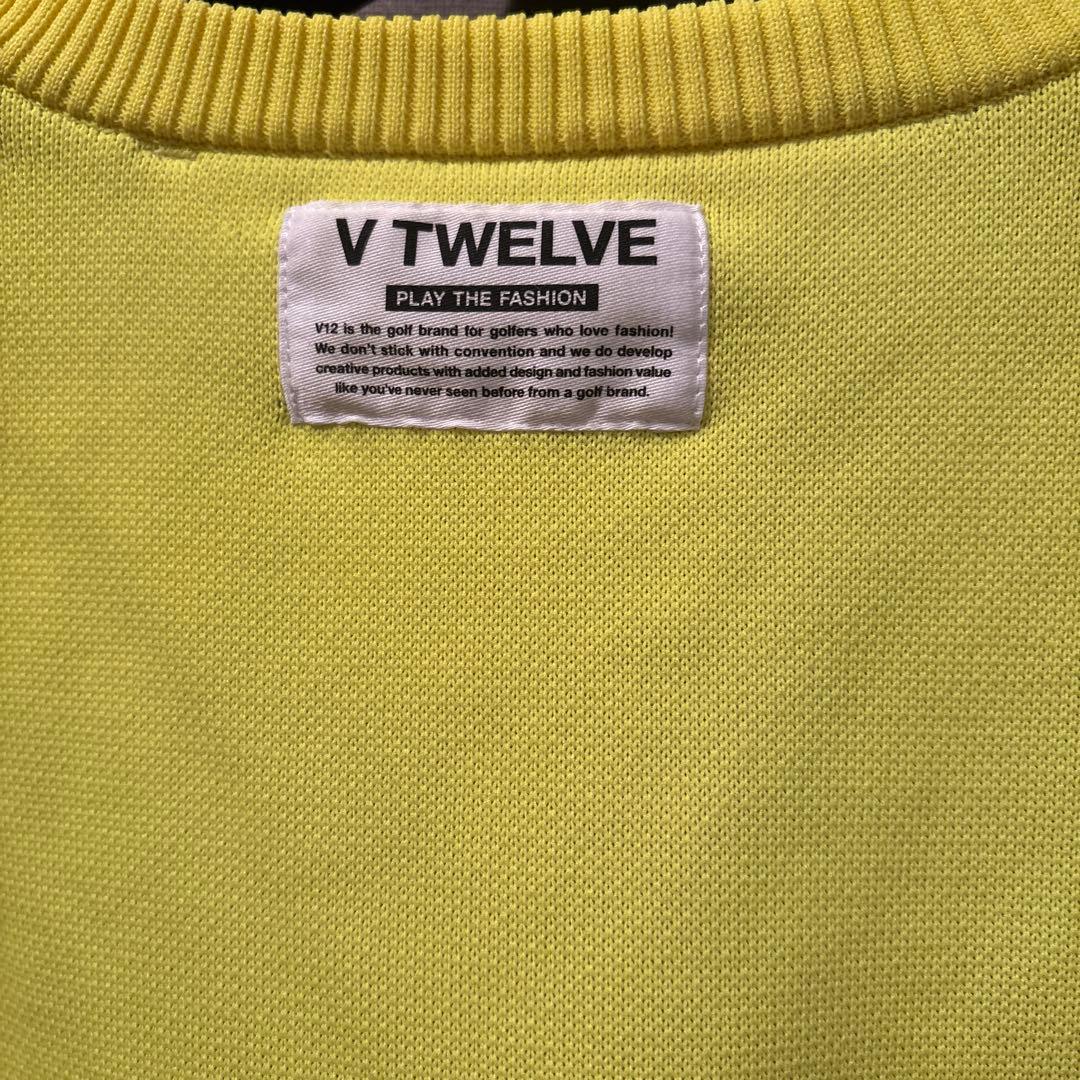 V TWELVE
PLAY THE FASHION
V12 is the golf brand for golfers who love fashion!
We don't stick with convention and we do develop
creative products with added design and fashion value
like you've never seen before from a golf brand.